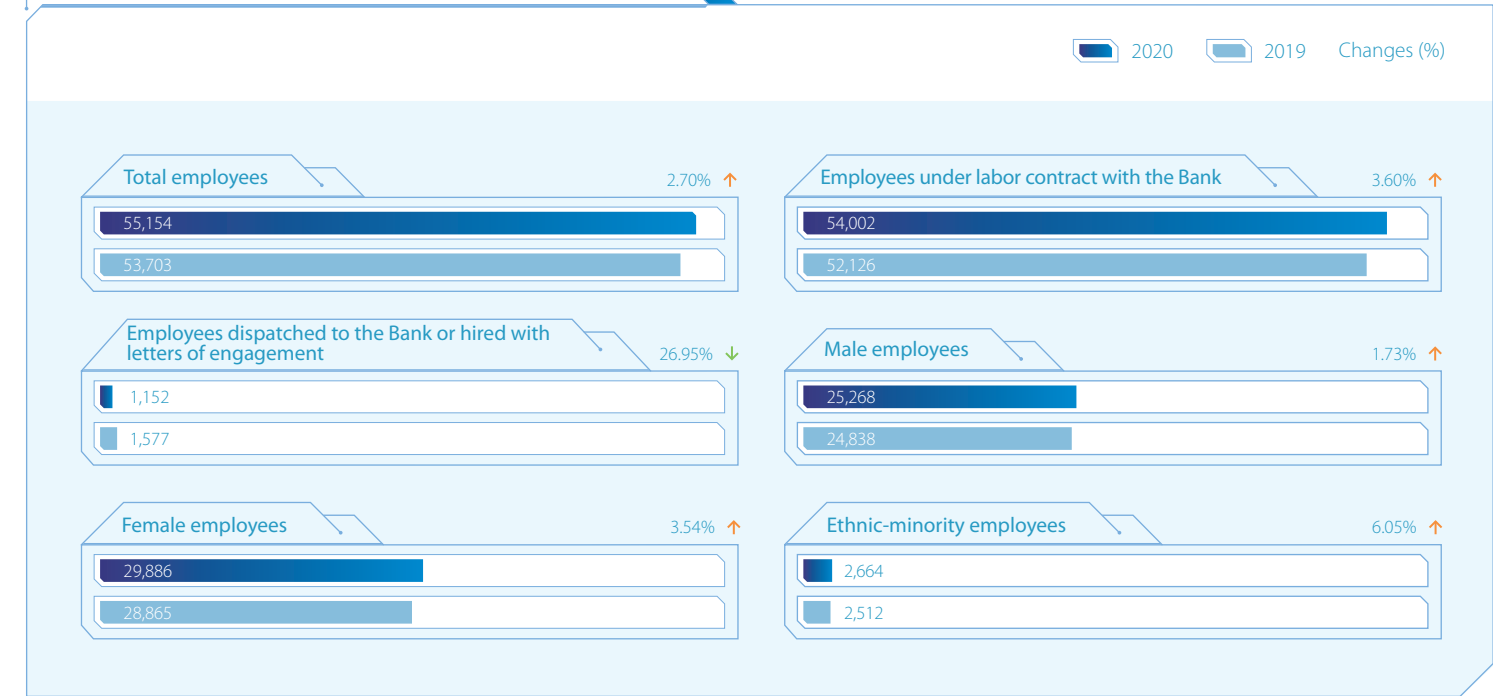 2020 2019 Changes (%)
Total employees 2.70% ↑
55,154
53,703
Employees under labor contract with the Bank 3.60% ↑
54,002
52,126
Employees dispatched to the Bank or hired with
letters of engagement 26.95% ↓
1,152
1,577
Male employees 1.73% ↑
25,268
24,838
Female employees 3.54% ↑
29,886
28,865
Ethnic-minority employees 6.05% ↑
2,664
2,512